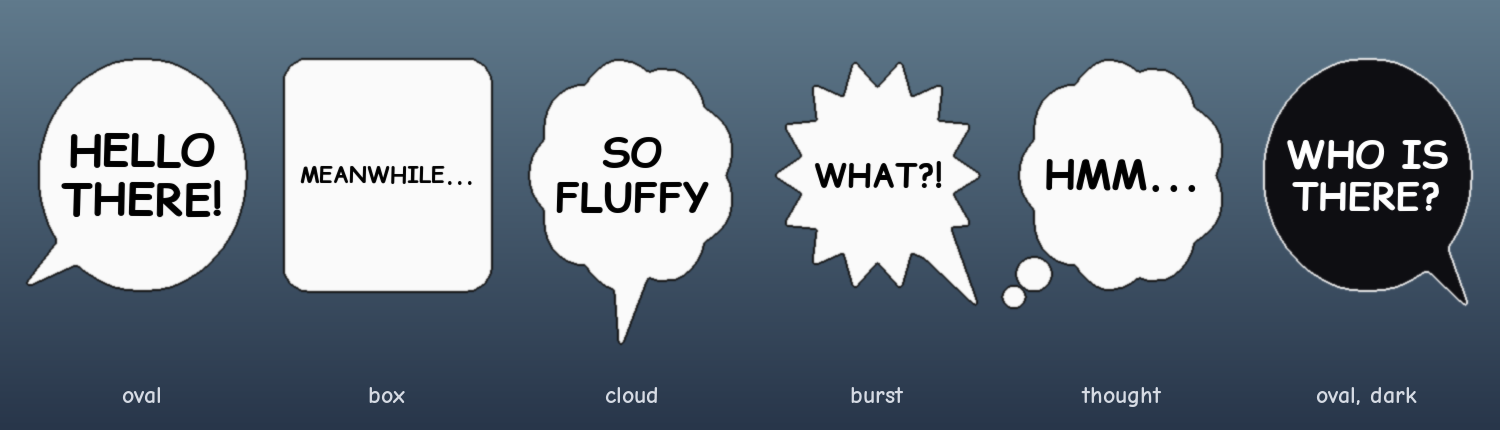 HELLO
THERE!
MEANWHILE...
SO
FLUFFY
WHAT?!
HMM...
WHO IS
THERE?
oval
box
cloud
burst
thought
oval, dark